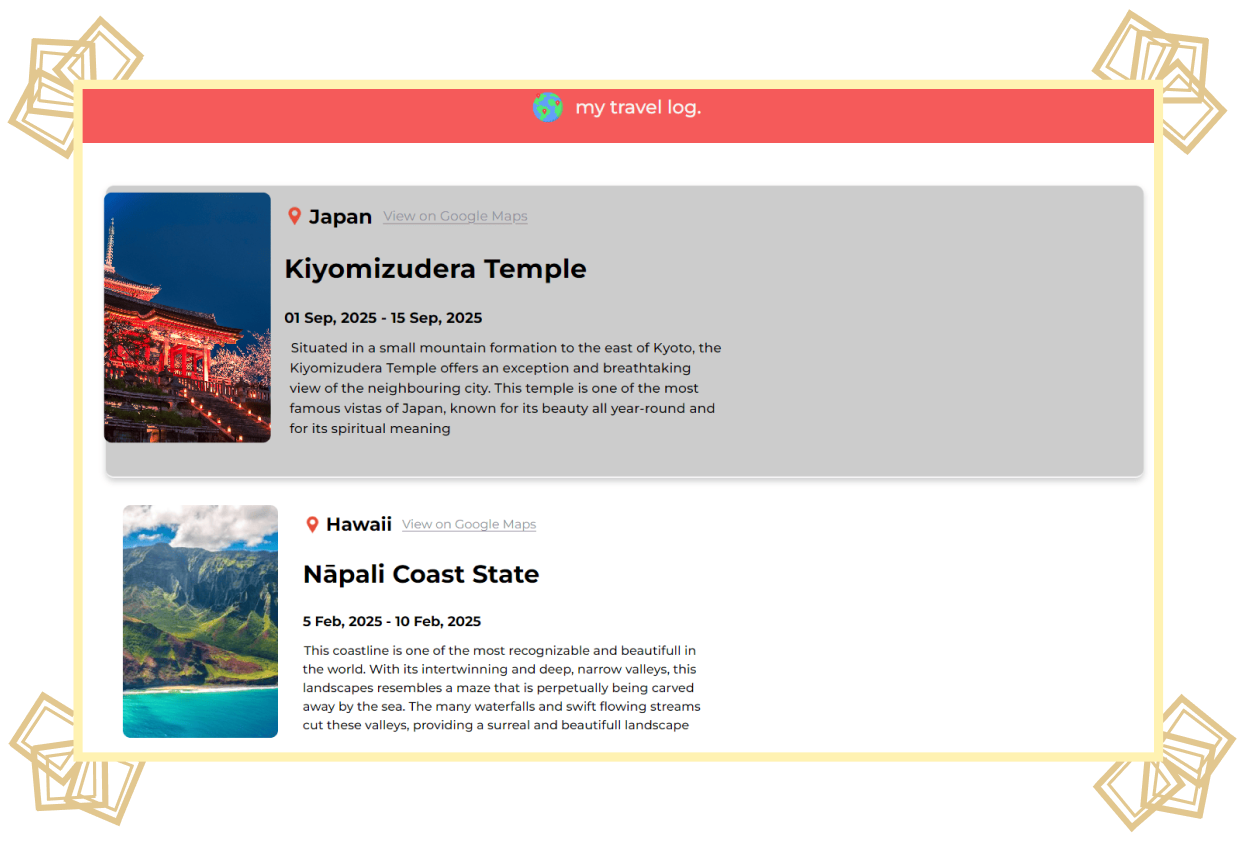 my travel log.
Japan View on Google Maps
Kiyomizudera Temple
01 Sep, 2025 - 15 Sep, 2025
Situated in a small mountain formation to the east of Kyoto, the
Kiyomizudera Temple offers an exception and breathtaking
view of the neighbouring city. This temple is one of the most
famous vistas of Japan, known for its beauty all year-round and
for its spiritual meaning
Hawaii View on Google Maps
Nāpali Coast State
5 Feb, 2025 - 10 Feb, 2025
This coastline is one of the most recognizable and beautifull in
the world. With its intertwinning and deep, narrow valleys, this
landscapes resembles a maze that is perpetually being carved
away by the sea. The many waterfalls and swift flowing streams
cut these valleys, providing a surreal and beautifull landscape